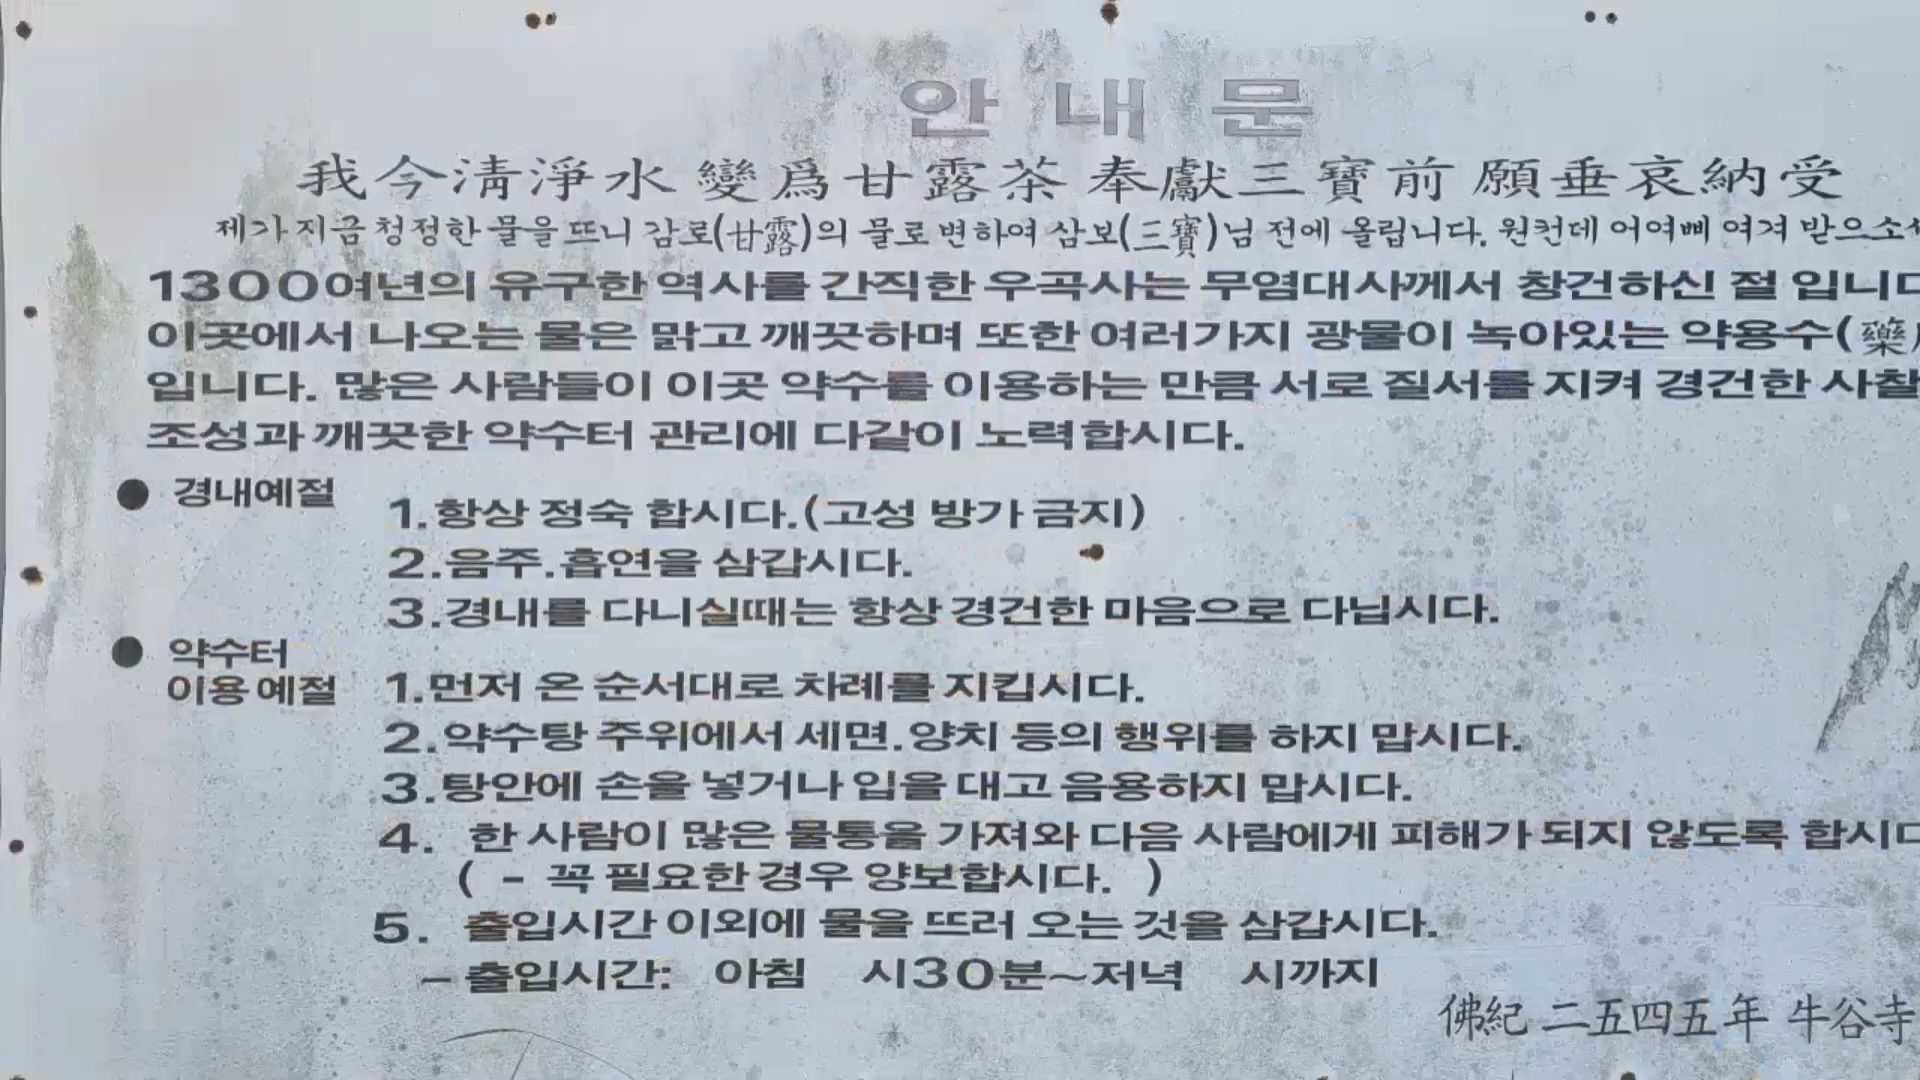 안 내 문
我今淸淨水 變爲甘露茶 奉獻三寶前 願垂哀納受
제가 지금 청정한 물을 뜨니 감로(甘露)의 물로 변하여 삼보(三寶)님 전에 올립니다. 원컨데 어여삐 여겨 받으소
1300여년의 유구한 역사를 간직한 우곡사는 무염대사께서 창건하신 절 입니다
이곳에서 나오는 물은 맑고 깨끗하며 또한 여러가지 광물이 녹아있는 약용수(藥
입니다. 많은 사람들이 이곳 약수를 이용하는 만큼 서로 질서를 지켜 경건한 사찰
조성과 깨끗한 약수터 관리에 다같이 노력합시다.
● 경내예절
1.항상 정숙 합시다.(고성 방가 금지)
2.음주.흡연을 삼갑시다.
3.경내를 다니실때는 항상 경건한 마음으로 다닙시다.
● 약수터
이용 예절
1.먼저 온 순서대로 차례를 지킵시다.
2.약수탕 주위에서 세면.양치 등의 행위를 하지 맙시다.
3.탕안에 손을 넣거나 입을 대고 음용하지 맙시다.
4. 한 사람이 많은 물통을 가져와 다음 사람에게 피해가 되지 않도록 합시다
( - 꼭 필요한 경우 양보합시다. )
5. 출입시간 이외에 물을 뜨러 오는 것을 삼갑시다.
- 출입시간: 아침 시30분~저녁 시까지
佛紀 二五四五年 牛谷寺